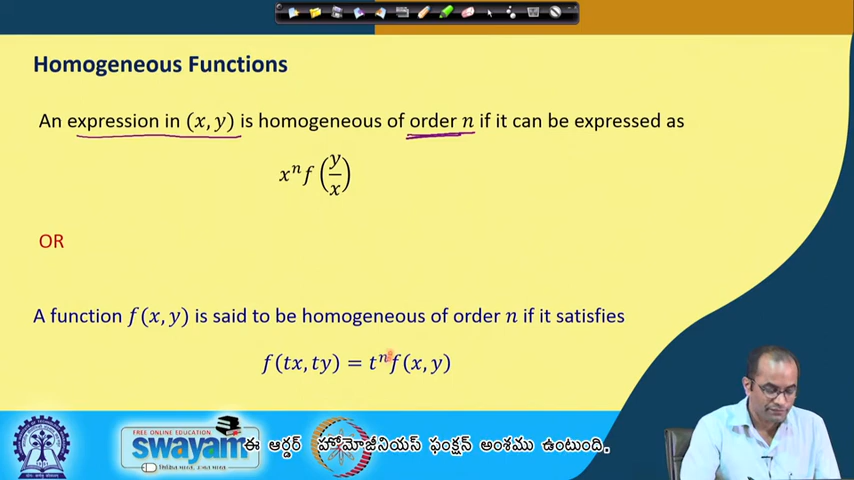 Homogeneous Functions
An expression in (x, y) is homogeneous of order n if it can be expressed as
xⁿ f (y/x)
OR
A function f(x, y) is said to be homogeneous of order n if it satisfies
f(tx, ty) = tⁿf(x, y)
FREE ONLINE EDUCATION
swayam
ఈ ఆర్డర్ హోమోజీనియస్ ఫంక్షన్ అంశము ఉంటుంది.